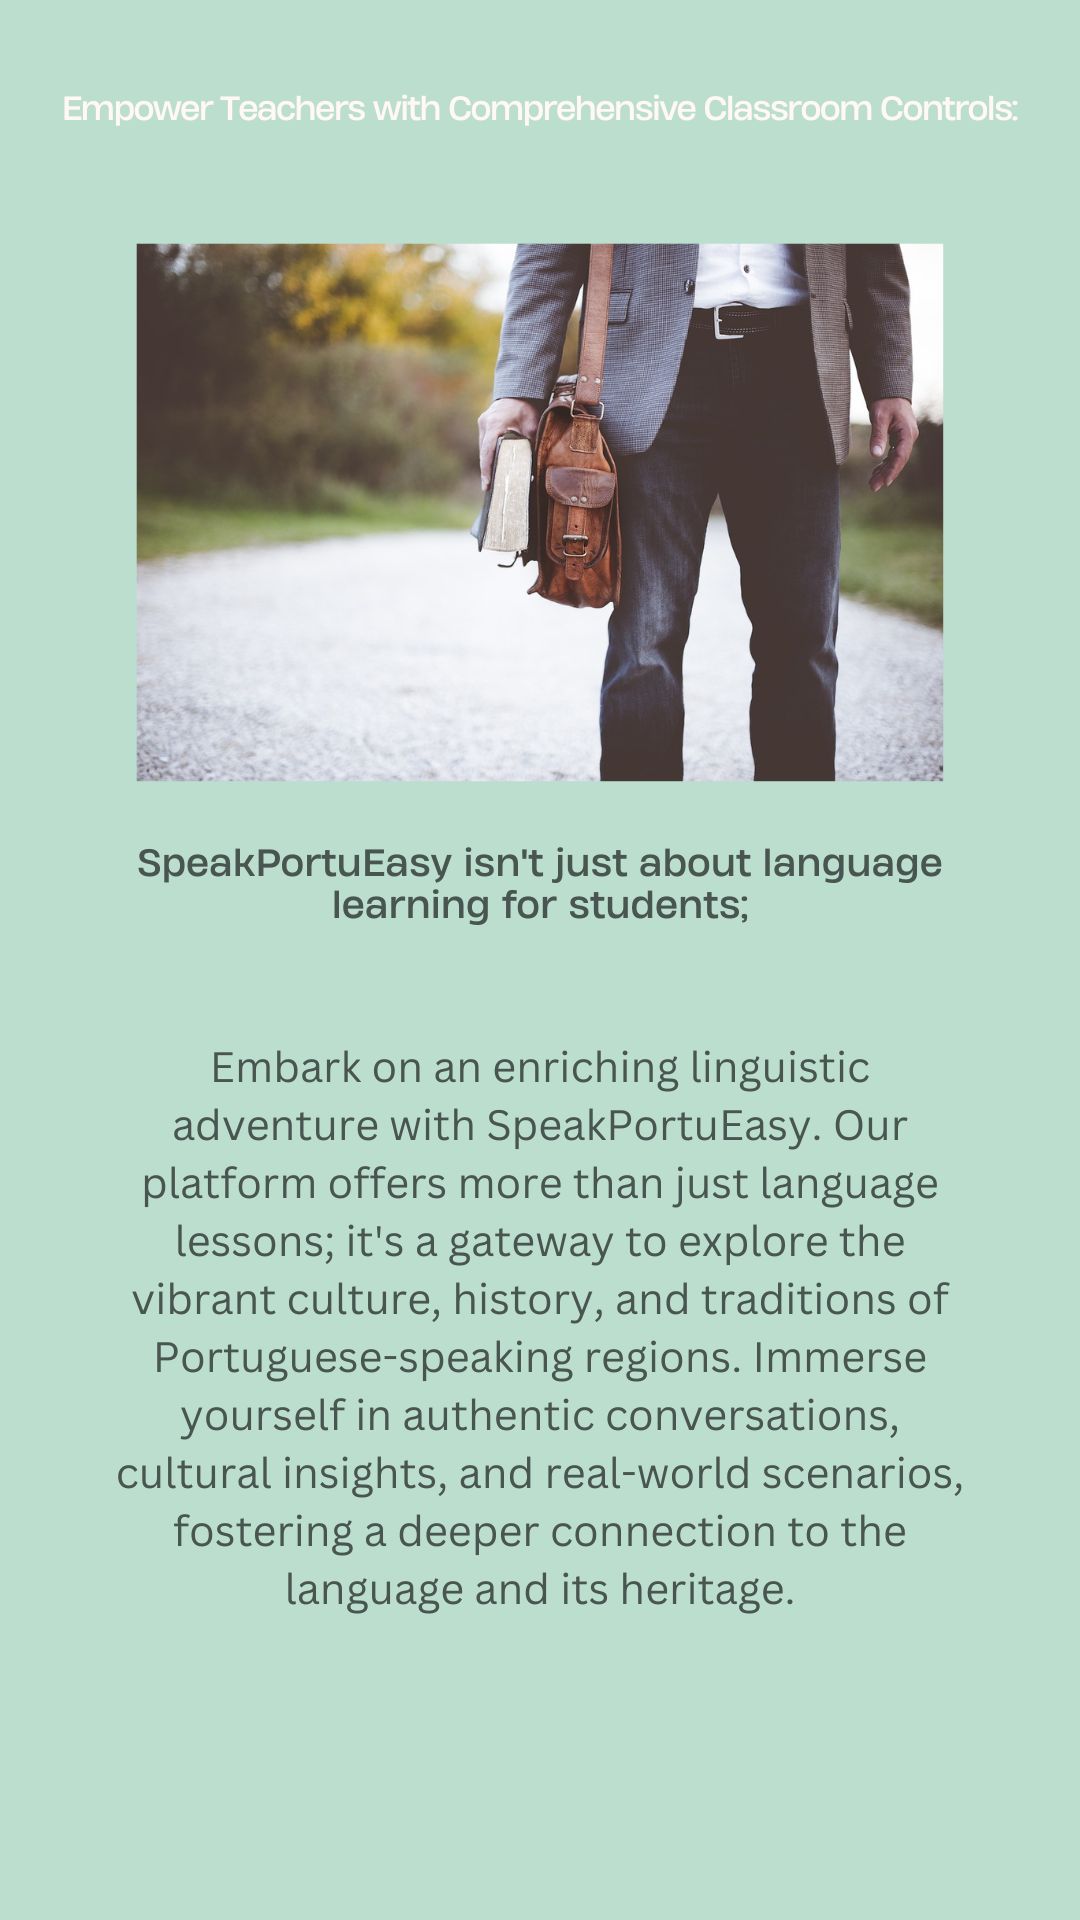 Empower Teachers with Comprehensive Classroom Controls:
SpeakPortuEasy isn't just about language
learning for students;
Embark on an enriching linguistic
adventure with SpeakPortuEasy. Our
platform offers more than just language
lessons; it's a gateway to explore the
vibrant culture, history, and traditions of
Portuguese-speaking regions. Immerse
yourself in authentic conversations,
cultural insights, and real-world scenarios,
fostering a deeper connection to the
language and its heritage.